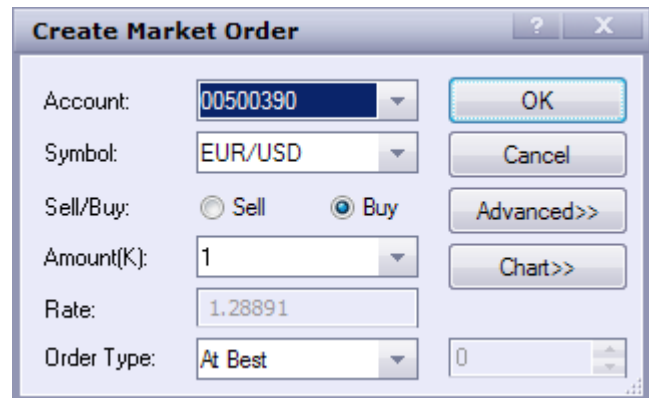 Create Market Order ? X
Account: 00500390 OK
Symbol: EUR/USD Cancel
Sell/Buy: Sell Buy Advanced>>
Amount(K): 1 Chart>>
Rate: 1.28891
Order Type: At Best 0